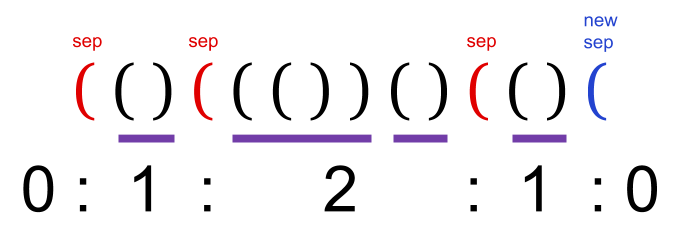 new
sep sep sep sep
( ( ) ( ( ( ) ) ( ) ( ( ) (
0 : 1 : 2 : 1 : 0